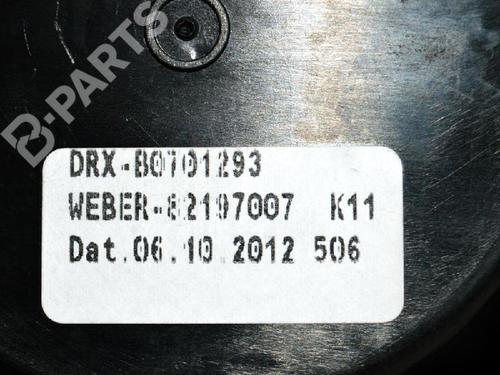 B-PARTS
DRX-B0701293
WEBER-82197007 K11
Dat.06.10.2012 506